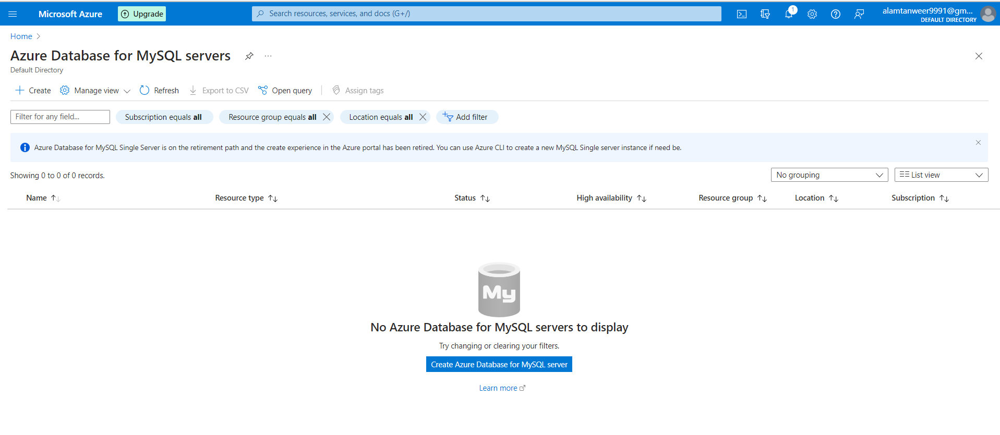 Microsoft Azure
Upgrade
Search resources, services, and docs (G+/)
1
alamtanweer9991@gm...
DEFAULT DIRECTORY
Home
Azure Database for MySQL servers
...
Default Directory
Create
Manage view
Refresh
Export to CSV
Open query
Assign tags
Filter for any field...
Subscription equals all
Resource group equals all
Location equals all
Add filter
Azure Database for MySQL Single Server is on the retirement path and the create experience in the Azure portal has been retired. You can use Azure CLI to create a new MySQL Single server instance if need be.
Showing 0 to 0 of 0 records.
No grouping
List view
Name
Resource type
Status
High availability
Resource group
Location
Subscription
My
No Azure Database for MySQL servers to display
Try changing or clearing your filters.
Create Azure Database for MySQL server
Learn more